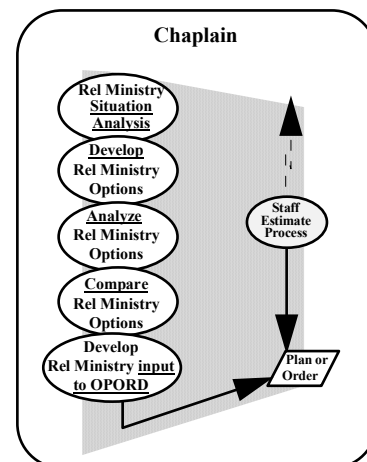 Chaplain
Rel Ministry
Situation
Analysis
Develop
Rel Ministry
Options
Analyze
Rel Ministry
Options
Compare
Rel Ministry
Options
Develop
Rel Ministry input
to OPORD
Staff
Estimate
Process
Plan or
Order